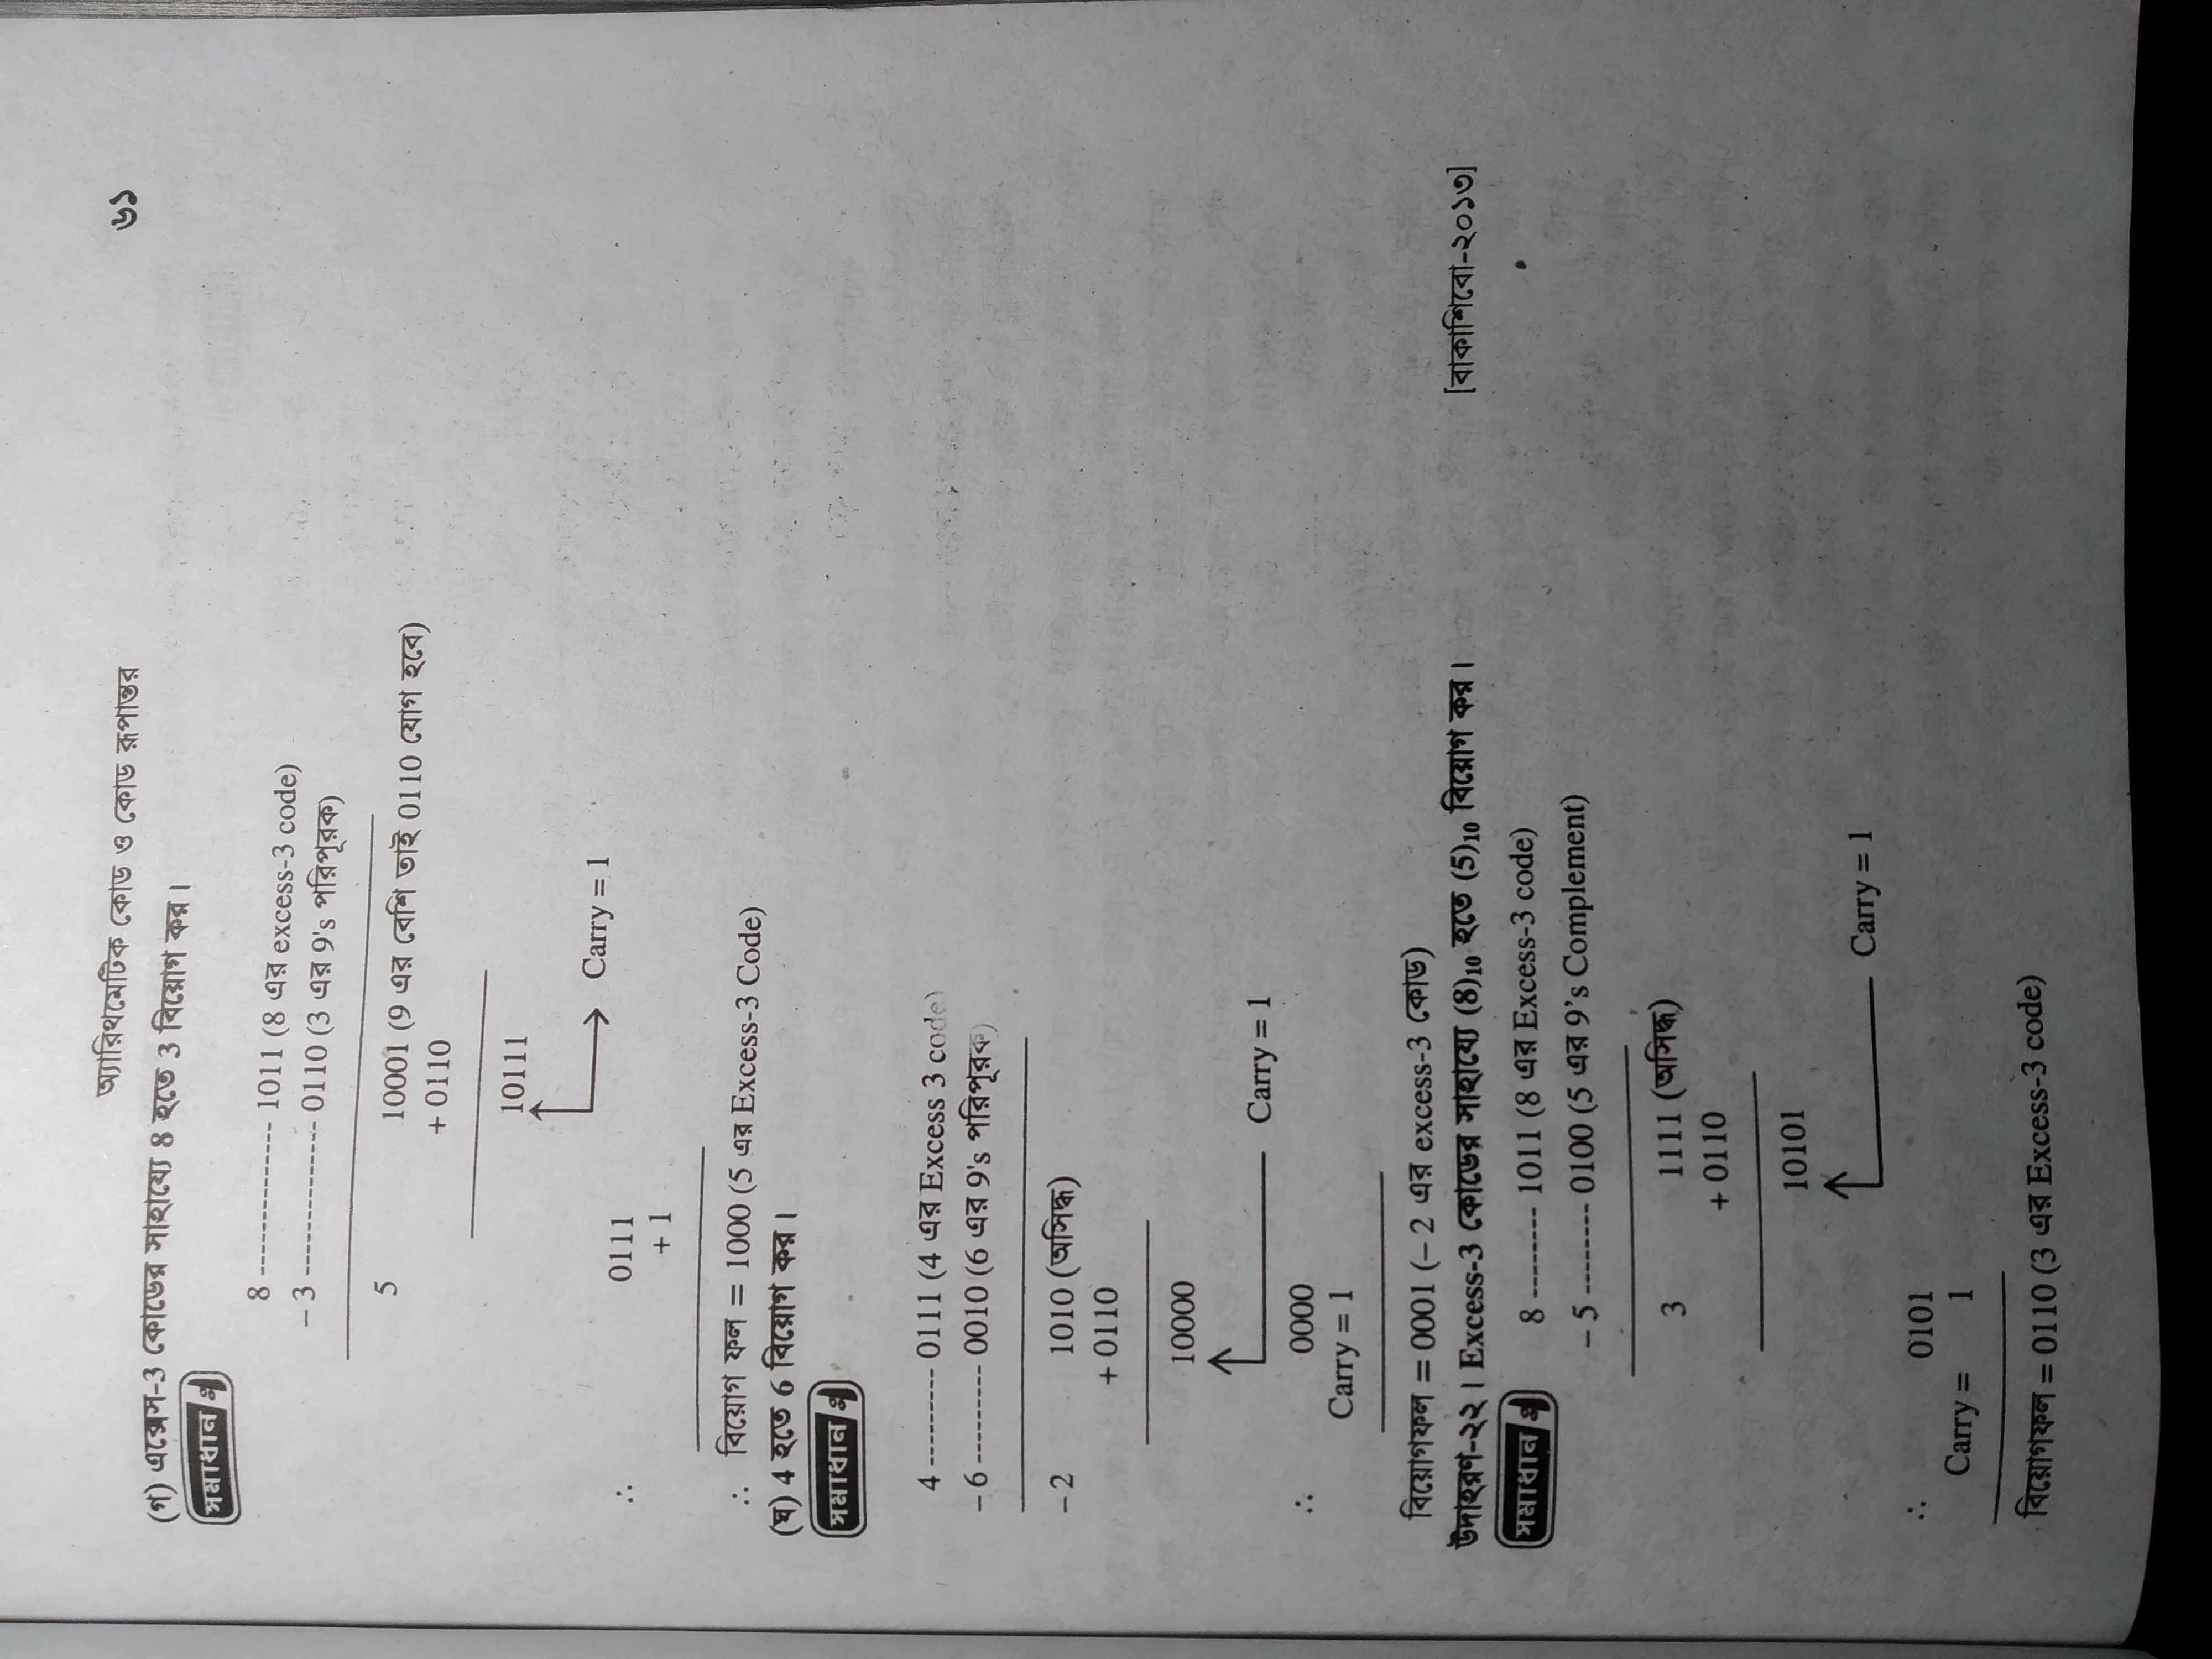 অ্যারিথমেটিক কোড ও কোড রূপান্তর ৬১
(গ) এক্সেস-3 কোডের সাহায্যে 8 হতে 3 বিয়োগ কর।
সমাধান ঃ
8 -------------- 1011 (8 এর excess-3 code)
– 3 -------------- 0110 (3 এর 9's পরিপূরক)
5 10001 (9 এর বেশি তাই 0110 যোগ হবে)
+ 0110
10111
Carry = 1
∴ 0111
+ 1
∴ বিয়োগ ফল = 1000 (5 এর Excess-3 Code)
(ঘ) 4 হতে 6 বিয়োগ কর।
সমাধান ঃ
4 --------- 0111 (4 এর Excess 3 code)
– 6 --------- 0010 (6 এর 9's পরিপূরক)
– 2 1010 (অসিদ্ধ)
+ 0110
10000
Carry = 1
∴ 0000
Carry = 1
বিয়োগফল = 0001 (– 2 এর excess-3 কোড)
উদাহরণ-২২। Excess-3 কোডের সাহায্যে (8)₁₀ হতে (5)₁₀ বিয়োগ কর। [বাকাশিবো-২০১৩]
সমাধান ঃ 8 -------- 1011 (8 এর Excess-3 code)
– 5 -------- 0100 (5 এর 9’s Complement)
3 1111 (অসিদ্ধ)
+ 0110
10101
Carry = 1
∴ 0101
Carry = 1
বিয়োগফল = 0110 (3 এর Excess-3 code)